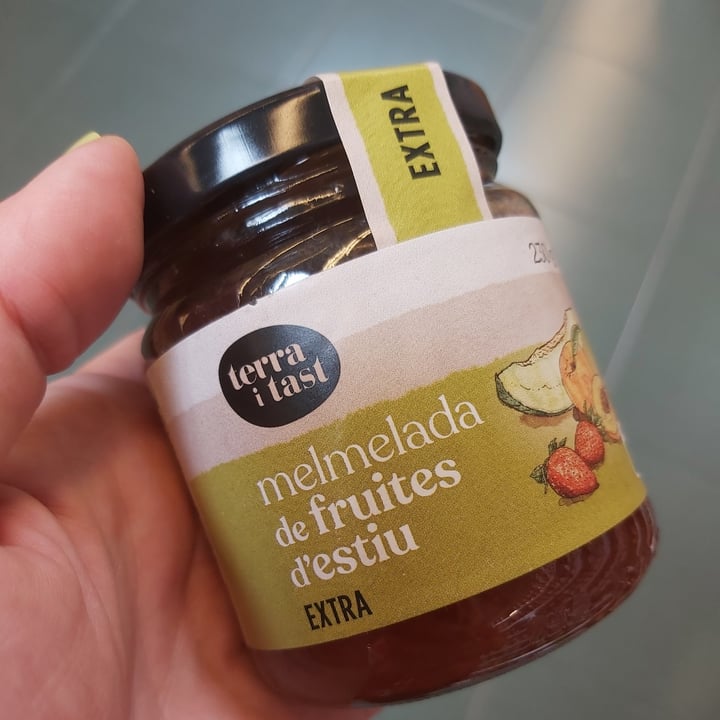 EXTRA
terra
i tast
melmelada
de fruites
d'estiu
EXTRA